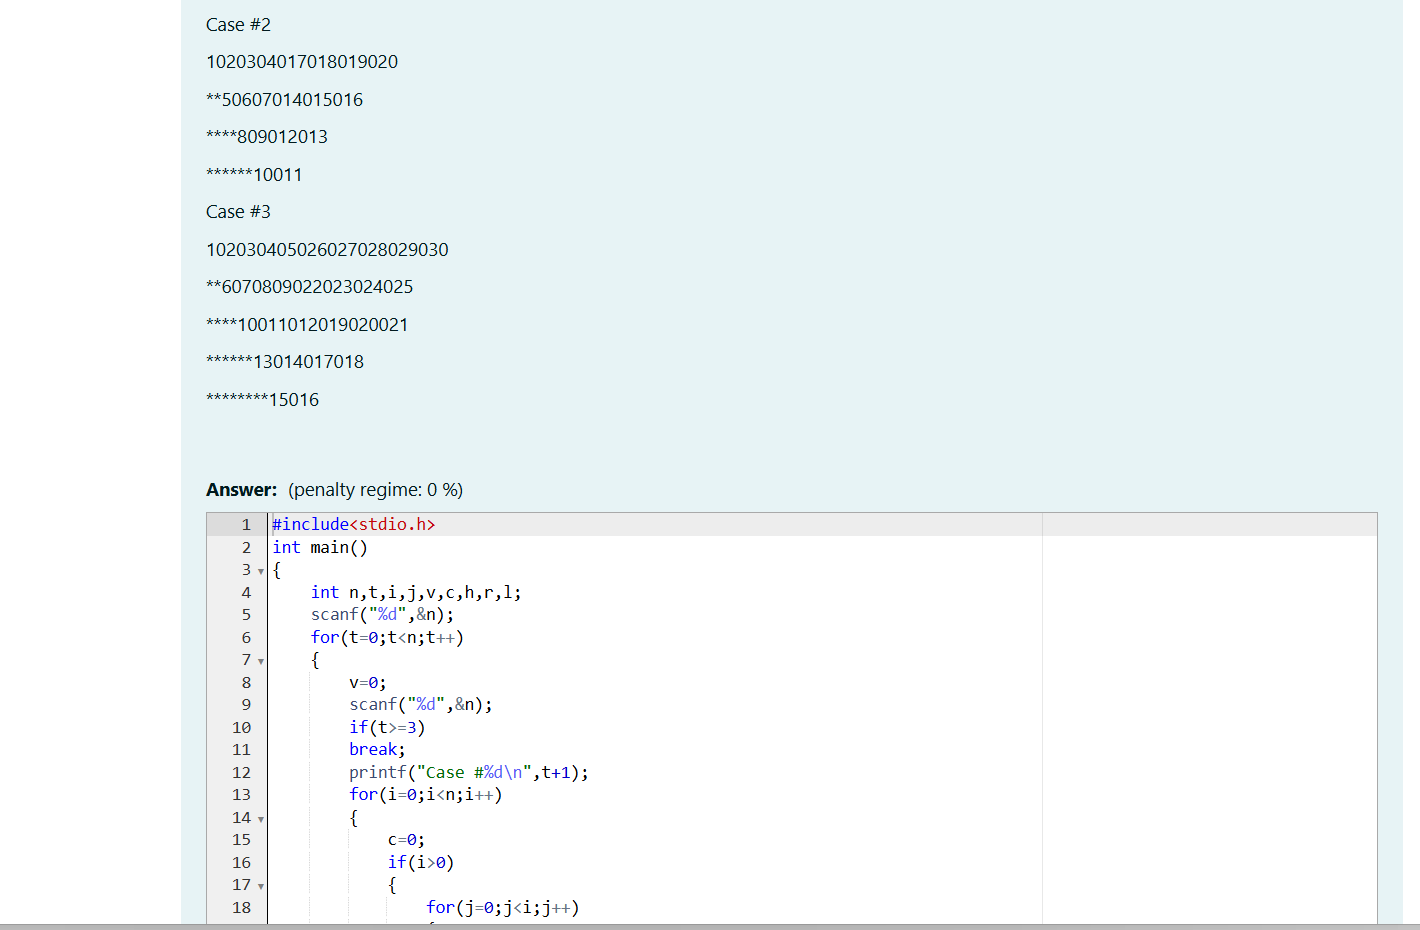 Case #2
1020304017018019020
**50607014015016
****809012013
******10011
Case #3
102030405026027028029030
**6070809022023024025
****10011012019020021
******13014017018
********15016
Answer: (penalty regime: 0 %)
1 #include<stdio.h>
2 int main()
3 {
4 int n,t,i,j,v,c,h,r,l;
5 scanf("%d",&n);
6 for(t=0;t<n;t++)
7 {
8 v=0;
9 scanf("%d",&n);
10 if(t>=3)
11 break;
12 printf("Case #%d\n",t+1);
13 for(i=0;i<n;i++)
14 {
15 c=0;
16 if(i>0)
17 {
18 for(j=0;j<i;j++)